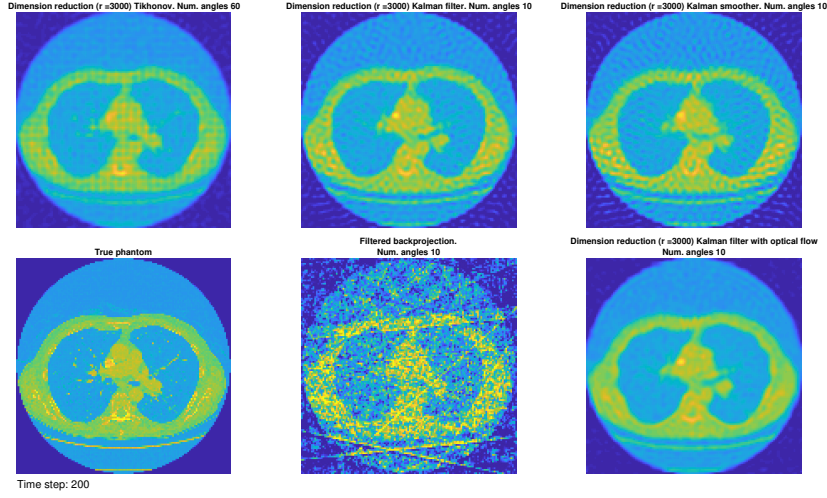 Dimension reduction (r =3000) Tikhonov. Num. angles 60
Dimension reduction (r =3000) Kalman filter. Num. angles 10
Dimension reduction (r =3000) Kalman smoother. Num. angles 10
True phantom
Filtered backprojection.
Num. angles 10
Dimension reduction (r =3000) Kalman filter with optical flow
Num. angles 10
Time step: 200